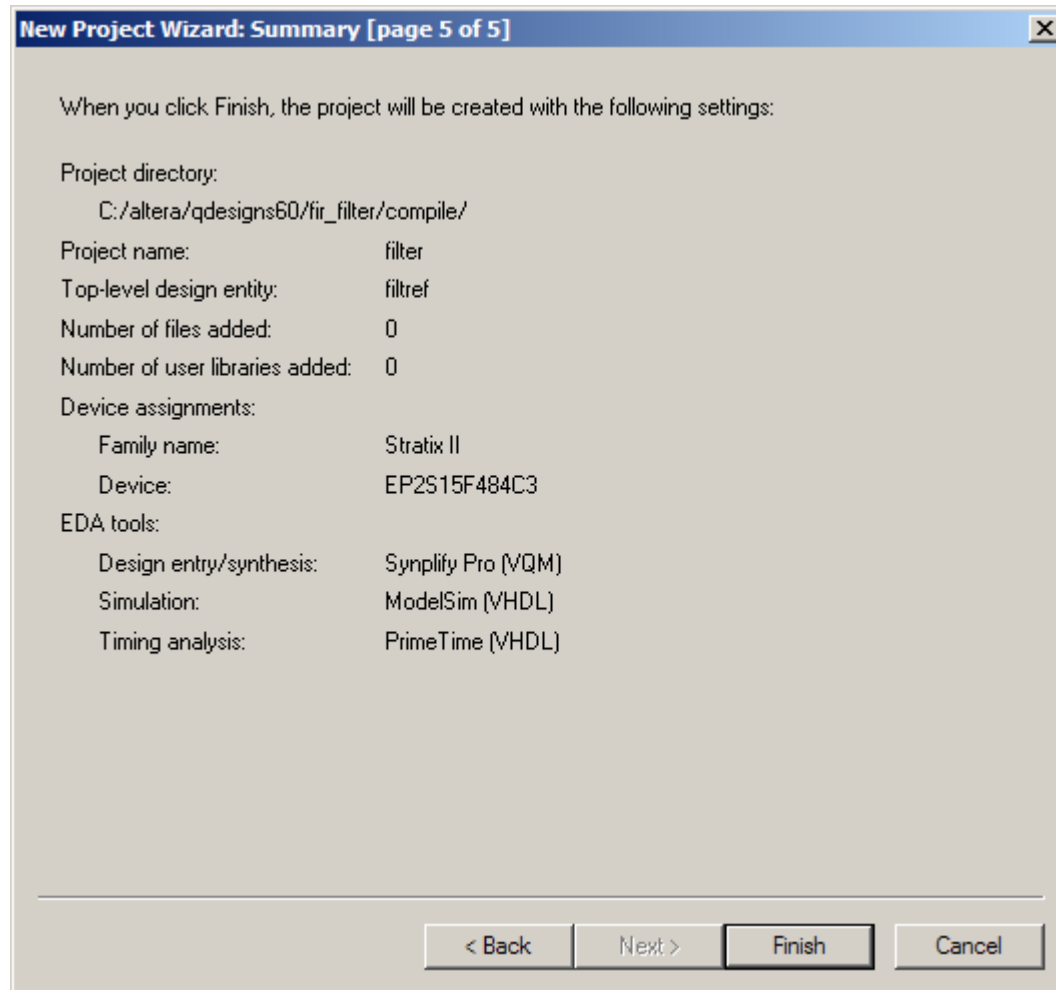 New Project Wizard: Summary [page 5 of 5]
When you click Finish, the project will be created with the following settings:
Project directory:
C:/altera/qdesigns60/fir_filter/compile/
Project name: filter
Top-level design entity: filtref
Number of files added: 0
Number of user libraries added: 0
Device assignments:
Family name: Stratix II
Device: EP2S15F484C3
EDA tools:
Design entry/synthesis: Synplify Pro (VQM)
Simulation: ModelSim (VHDL)
Timing analysis: PrimeTime (VHDL)
< Back Next > Finish Cancel